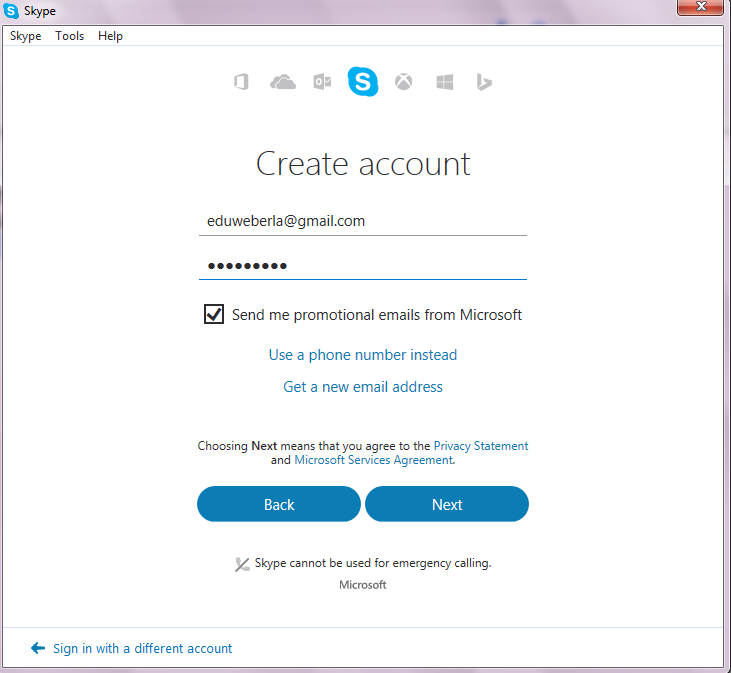 Skype
Skype Tools Help
Create account
eduweberla@gmail.com
●●●●●●●●●
Send me promotional emails from Microsoft
Use a phone number instead
Get a new email address
Choosing Next means that you agree to the Privacy Statement
and Microsoft Services Agreement.
Back Next
Skype cannot be used for emergency calling.
Microsoft
Sign in with a different account